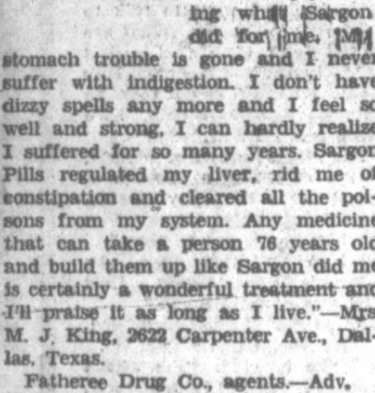 ing what Sargon
did for me. My
stomach trouble is gone and I never
suffer with indigestion. I don't have
dizzy spells any more and I feel so
well and strong, I can hardly realize
I suffered for so many years. Sargon
Pills regulated my liver, rid me of
constipation and cleared all the poi-
sons from my system. Any medicine
that can take a person 76 years old
and build them up like Sargon did me
is certainly a wonderful treatment and
I'll praise it as long as I live."—Mrs
M. J. King, 2622 Carpenter Ave., Dal-
las, Texas.
Fatheree Drug Co., agents.—Adv.